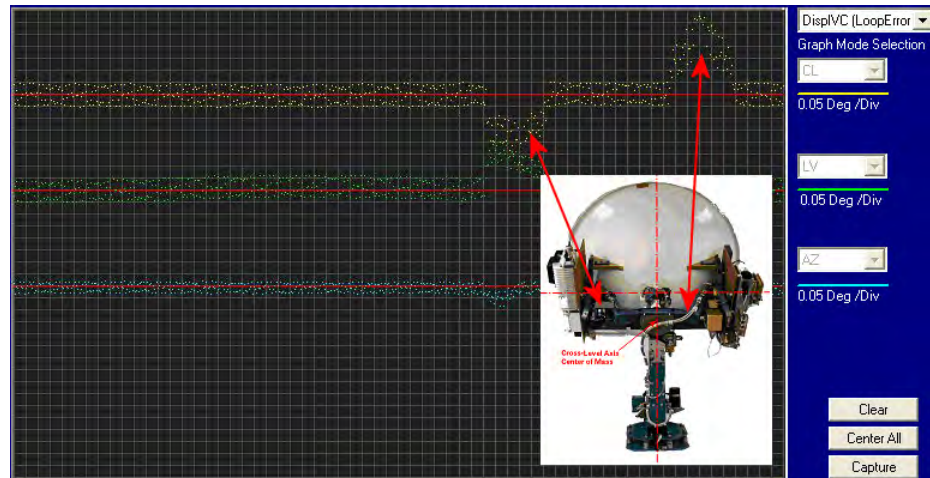 DispIVC (LoopError
Graph Mode Selection
CL
0.05 Deg /Div
LV
0.05 Deg /Div
AZ
0.05 Deg /Div
Cross-Level Axis
Center of Mass
Clear
Center All
Capture